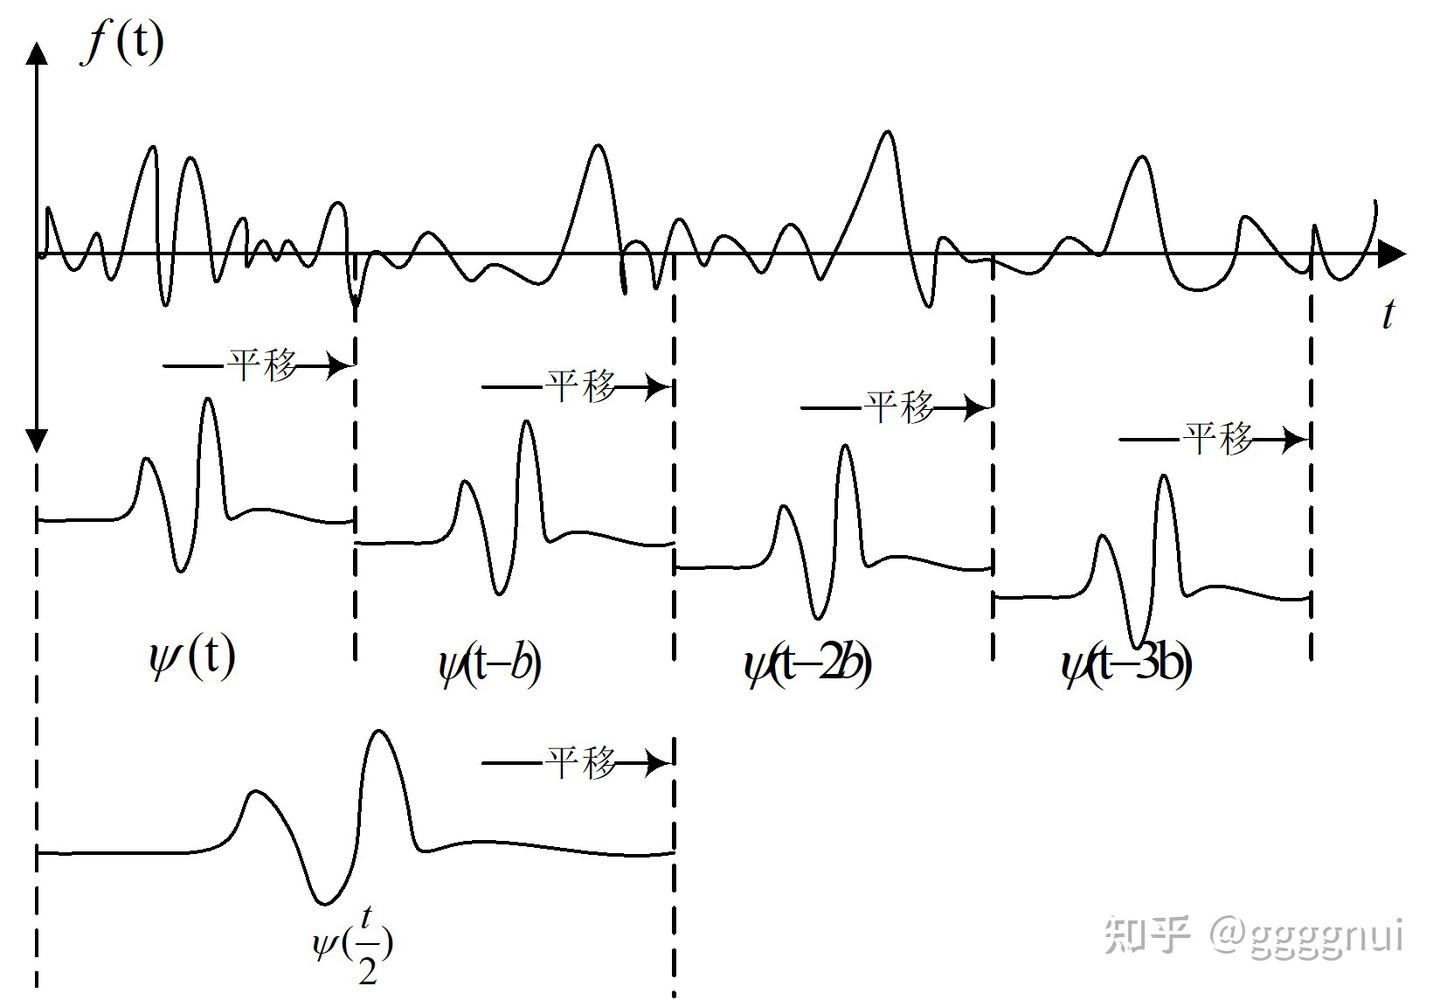 f(t)
t
平移
平移
平移
平移
ψ(t)
ψ(t−b)
ψ(t−2b)
ψ(t−3b)
平移
ψ(t/2)
知乎 @ggggnui